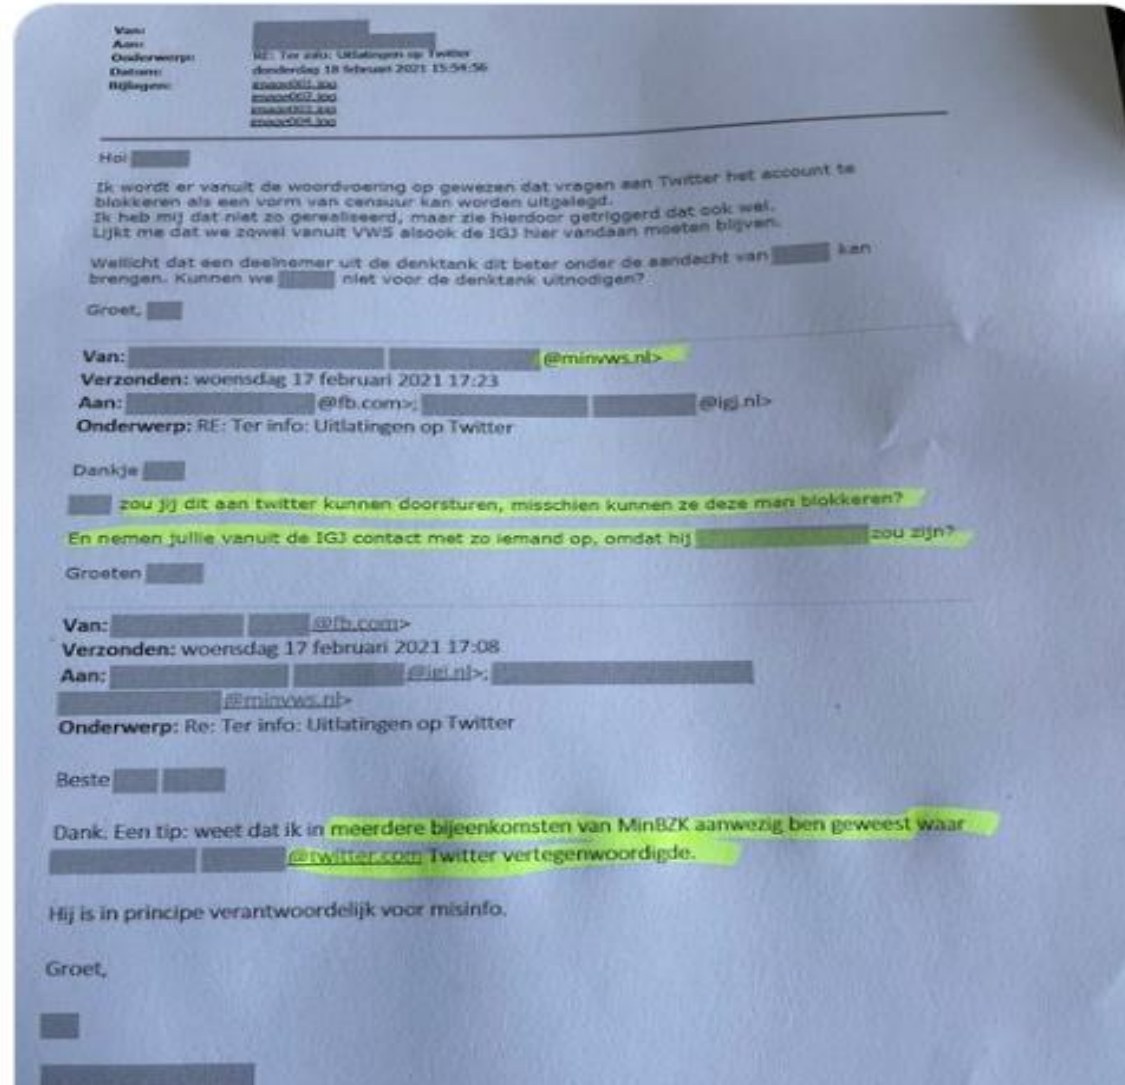 Van:
Aan:
Onderwerp: RE: Ter info: Uitlatingen op Twitter
Datum: donderdag 18 februari 2021 15:54:56
Bijlagen: image001.jpg
image002.jpg
image003.jpg
image004.jpg
Hoi
Ik wordt er vanuit de woordvoering op gewezen dat vragen aan Twitter het account te
blokkeren als een vorm van censuur kan worden uitgelegd.
Ik heb mij dat niet zo gerealiseerd, maar zie hierdoor getriggerd dat ook wel.
Lijkt me dat we zowel vanuit VWS alsook de IGJ hier vandaan moeten blijven.
Wellicht dat een deelnemer uit de denktank dit beter onder de aandacht van kan
brengen. Kunnen we niet voor de denktank uitnodigen?
Groet,
Van: @minvws.nl>
Verzonden: woensdag 17 februari 2021 17:23
Aan: @fb.com>; @igj.nl>
Onderwerp: RE: Ter info: Uitlatingen op Twitter
Dankje
zou jij dit aan twitter kunnen doorsturen, misschien kunnen ze deze man blokkeren?
En nemen jullie vanuit de IGJ contact met zo iemand op, omdat hij zou zijn?
Groeten
Van: @fb.com>
Verzonden: woensdag 17 februari 2021 17:08
Aan: @igj.nl>;
@minvws.nl>
Onderwerp: Re: Ter info: Uitlatingen op Twitter
Beste
Dank. Een tip: weet dat ik in meerdere bijeenkomsten van MinBZK aanwezig ben geweest waar
@twitter.com Twitter vertegenwoordigde.
Hij is in principe verantwoordelijk voor misinfo.
Groet,